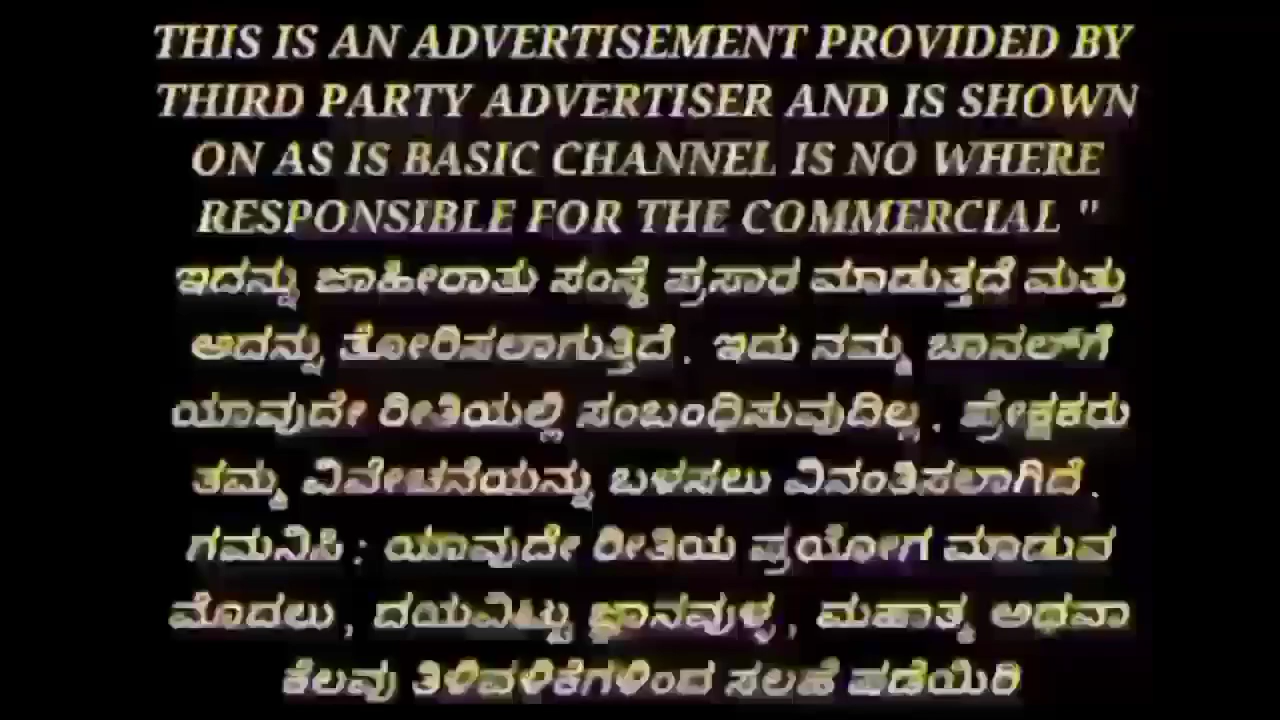 THIS IS AN ADVERTISEMENT PROVIDED BY
THIRD PARTY ADVERTISER AND IS SHOWN
ON AS IS BASIC CHANNEL IS NO WHERE
RESPONSIBLE FOR THE COMMERCIAL "
ಇದನ್ನು ಜಾಹೀರಾತು ಸಂಸ್ಥೆ ಪ್ರಸಾರ ಮಾಡುತ್ತದೆ ಮತ್ತು
ಅದನ್ನು ತೋರಿಸಲಾಗುತ್ತಿದೆ . ಇದು ನಮ್ಮ ಚಾನಲ್‌ಗೆ
ಯಾವುದೇ ರೀತಿಯಲ್ಲಿ ಸಂಬಂಧಿಸುವುದಿಲ್ಲ . ಪ್ರೇಕ್ಷಕರು
ತಮ್ಮ ವಿವೇಚನೆಯನ್ನು ಬಳಸಲು ವಿನಂತಿಸಲಾಗಿದೆ .
ಗಮನಿಸಿ : ಯಾವುದೇ ರೀತಿಯ ಪ್ರಯೋಗ ಮಾಡುವ
ಮೊದಲು , ದಯವಿಟ್ಟು ಜ್ಞಾನವುಳ್ಳ , ಮಹಾತ್ಮ ಅಥವಾ
ಕೆಲವು ತಿಳಿವಳಿಕೆಗಳಿಂದ ಸಲಹೆ ಪಡೆಯಿರಿ